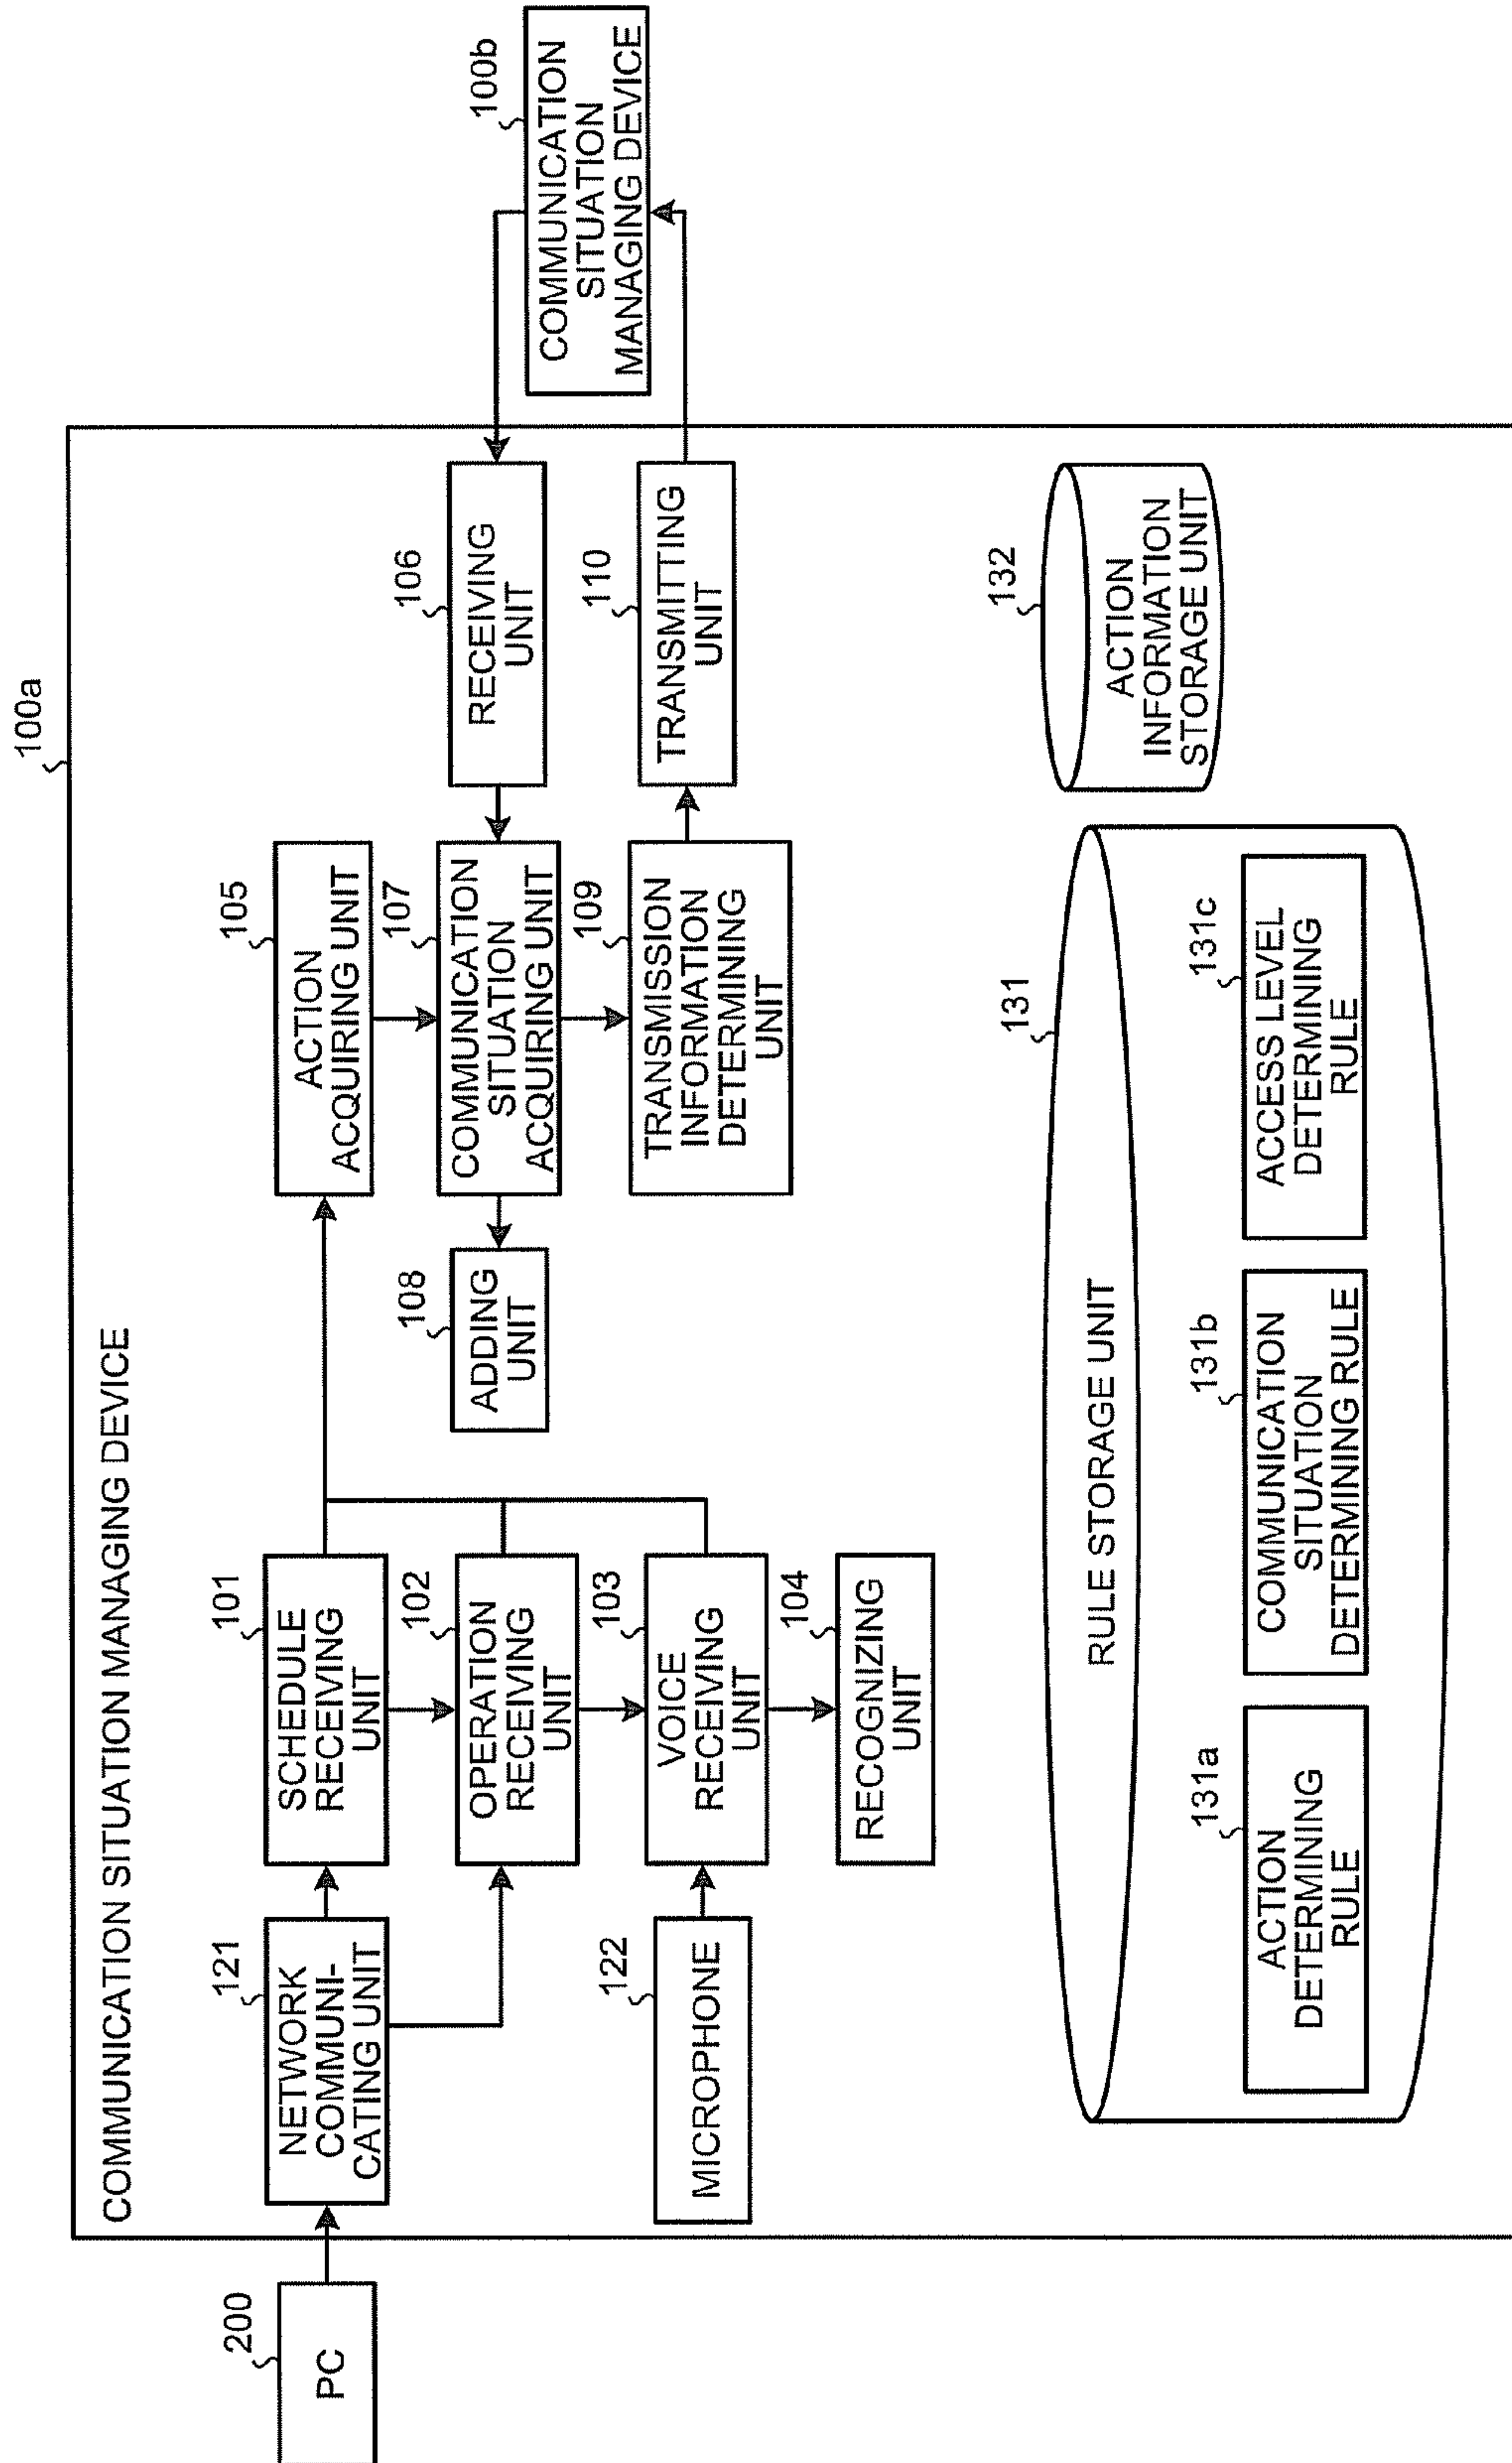 100a
COMMUNICATION SITUATION MANAGING DEVICE
200
PC
121
NETWORK
COMMUNI-
CATING UNIT
101
SCHEDULE
RECEIVING
UNIT
102
OPERATION
RECEIVING
UNIT
122
MICROPHONE
103
VOICE
RECEIVING
UNIT
104
RECOGNIZING
UNIT
105
ACTION
ACQUIRING UNIT
107
COMMUNICATION
SITUATION
ACQUIRING UNIT
108
ADDING
UNIT
109
TRANSMISSION
INFORMATION
DETERMINING
UNIT
106
RECEIVING
UNIT
110
TRANSMITTING
UNIT
100b
COMMUNICATION
SITUATION
MANAGING DEVICE
131
RULE STORAGE UNIT
131a
ACTION
DETERMINING
RULE
131b
COMMUNICATION
SITUATION
DETERMINING RULE
131c
ACCESS LEVEL
DETERMINING
RULE
132
ACTION
INFORMATION
STORAGE UNIT